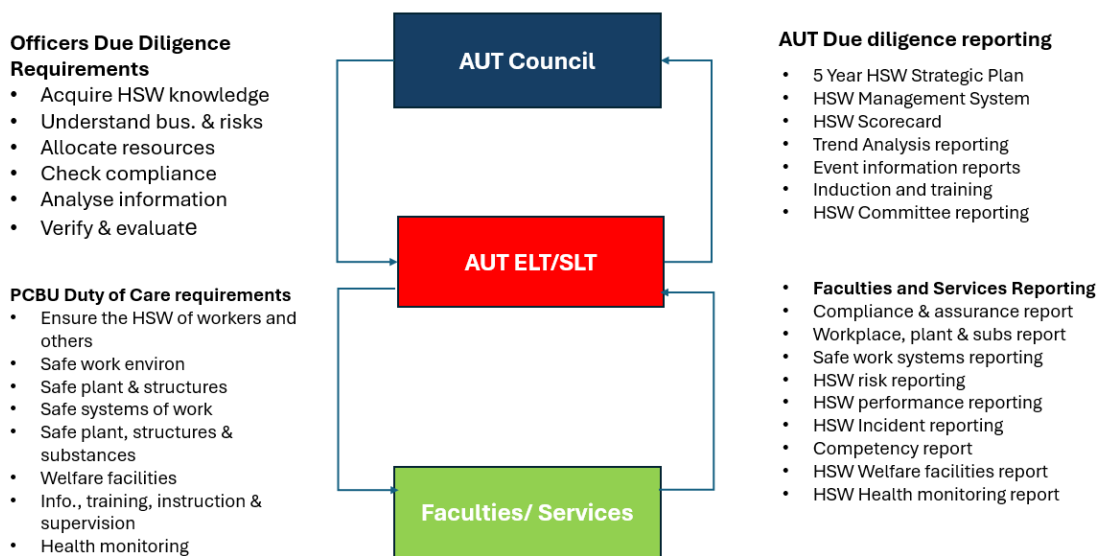 Officers Due Diligence
Requirements
• Acquire HSW knowledge
• Understand bus. & risks
• Allocate resources
• Check compliance
• Analyse information
• Verify & evaluate
PCBU Duty of Care requirements
• Ensure the HSW of workers and
others
• Safe work environ
• Safe plant & structures
• Safe systems of work
• Safe plant, structures &
substances
• Welfare facilities
• Info., training, instruction &
supervision
• Health monitoring
AUT Council
AUT ELT/SLT
Faculties/ Services
AUT Due diligence reporting
• 5 Year HSW Strategic Plan
• HSW Management System
• HSW Scorecard
• Trend Analysis reporting
• Event information reports
• Induction and training
• HSW Committee reporting
• Faculties and Services Reporting
• Compliance & assurance report
• Workplace, plant & subs report
• Safe work systems reporting
• HSW risk reporting
• HSW performance reporting
• HSW Incident reporting
• Competency report
• HSW Welfare facilities report
• HSW Health monitoring report